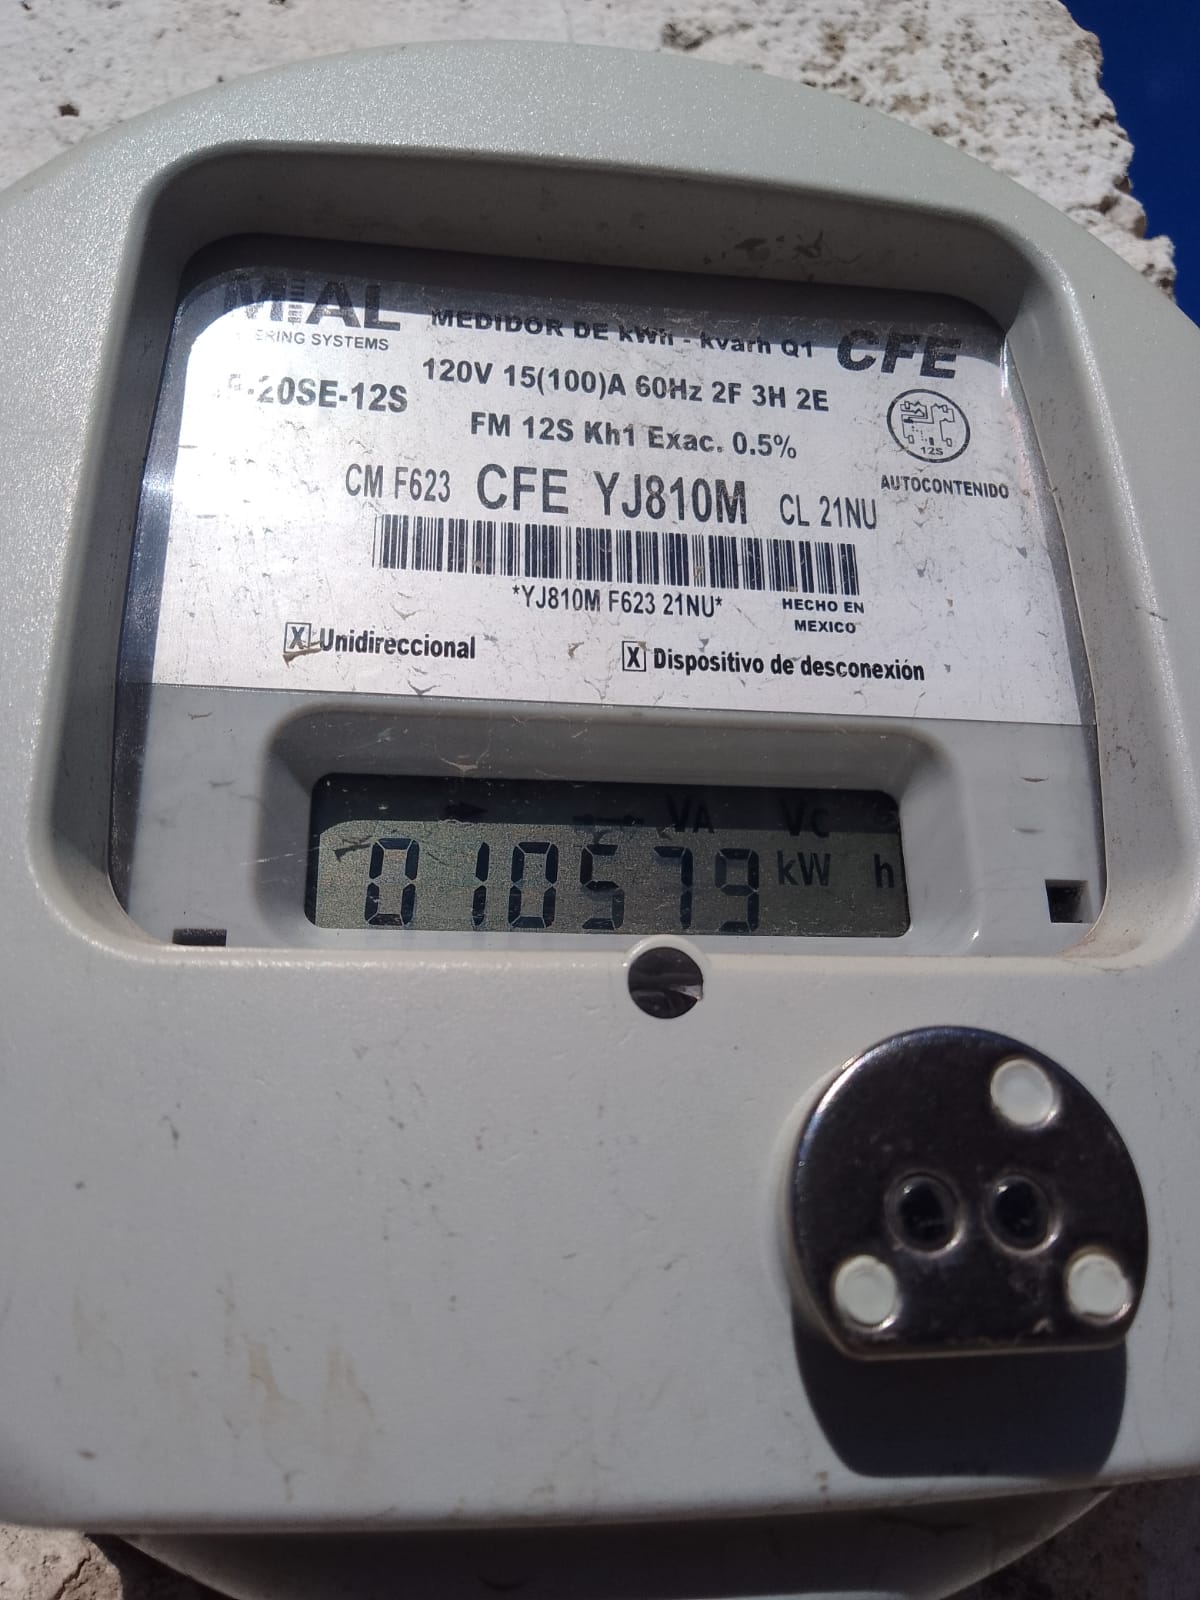 MIAL
ERING SYSTEMS
MEDIDOR DE kWh - kvarh Q1
CFE
-20SE-12S
120V 15(100)A 60Hz 2F 3H 2E
FM 12S Kh1 Exac. 0.5%
12S
AUTOCONTENIDO
CM F623 CFE YJ810M CL 21NU
*YJ810M F623 21NU*
HECHO EN
MEXICO
X Unidireccional
X Dispositivo de desconexión
VA VC
010579 kW h